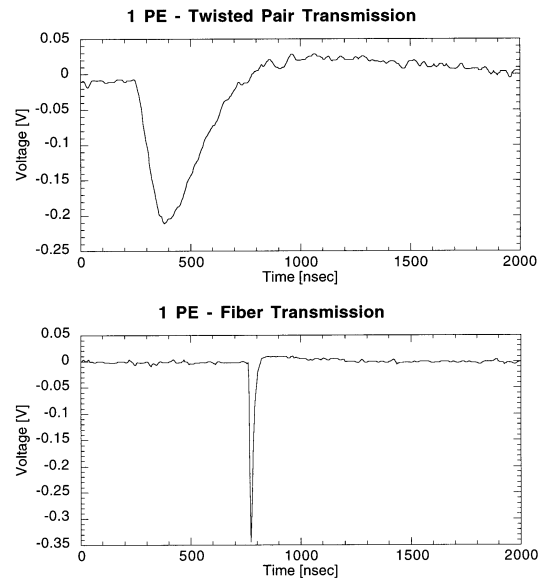 1 PE - Twisted Pair Transmission
0.05
0
-0.05
-0.1
-0.15
-0.2
-0.25
Voltage [V]
0 500 1000 1500 2000
Time [nsec]
1 PE - Fiber Transmission
0.05
0
-0.05
-0.1
-0.15
-0.2
-0.25
-0.3
-0.35
Voltage [V]
0 500 1000 1500 2000
Time [nsec]